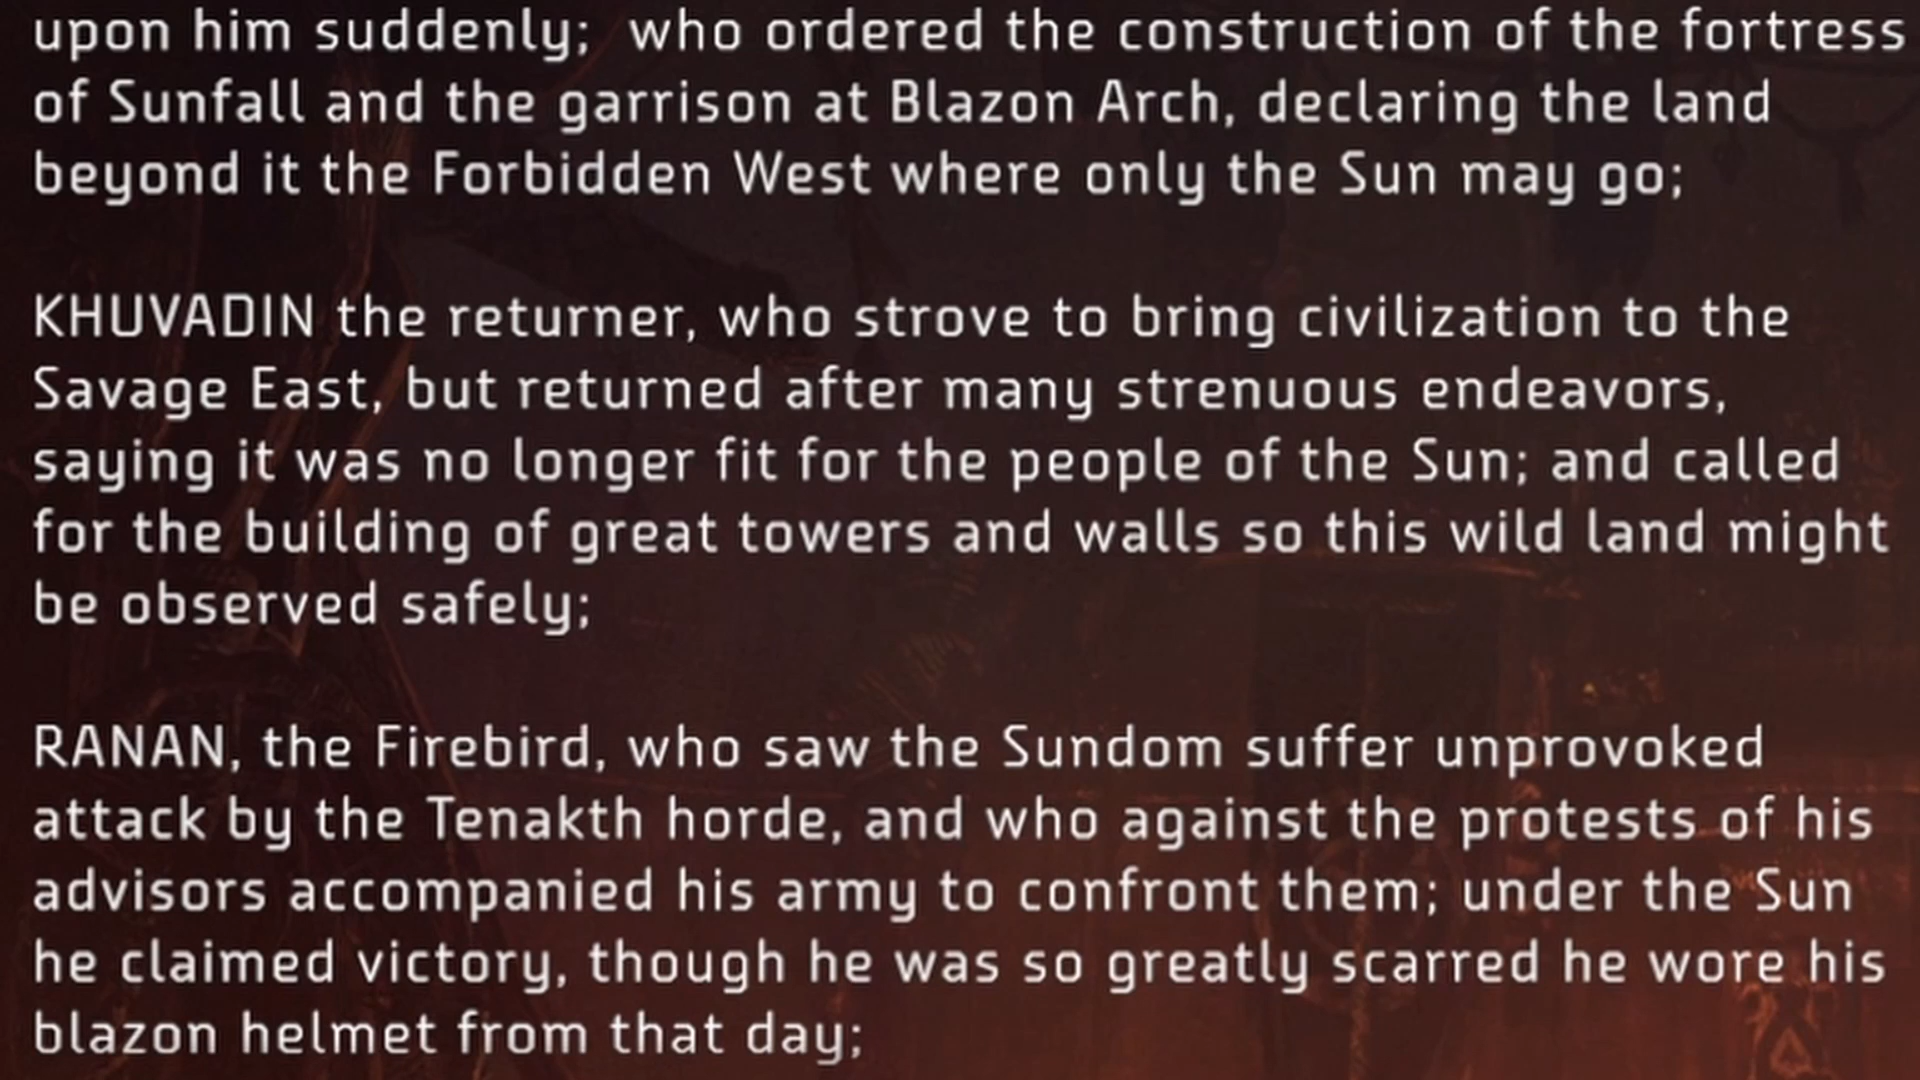 upon him suddenly;  who ordered the construction of the fortress
of Sunfall and the garrison at Blazon Arch, declaring the land
beyond it the Forbidden West where only the Sun may go;
KHUVADIN the returner, who strove to bring civilization to the
Savage East, but returned after many strenuous endeavors,
saying it was no longer fit for the people of the Sun; and called
for the building of great towers and walls so this wild land might
be observed safely;
RANAN, the Firebird, who saw the Sundom suffer unprovoked
attack by the Tenakth horde, and who against the protests of his
advisors accompanied his army to confront them; under the Sun
he claimed victory, though he was so greatly scarred he wore his
blazon helmet from that day;